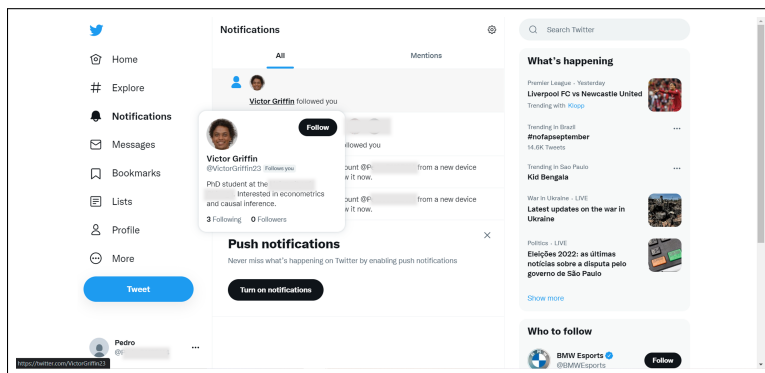 Home
Explore
Notifications
Messages
Bookmarks
Lists
Profile
More
Tweet
Pedro
@
https://twitter.com/VictorGriffin23
Notifications
All
Mentions
Victor Griffin followed you
ollowed you
ount @P from a new device
w it now.
ount @P from a new device
w it now.
Follow
Victor Griffin
@VictorGriffin23 Follows you
PhD student at the
Interested in econometrics
and causal inference.
3 Following 0 Followers
Push notifications
Never miss what's happening on Twitter by enabling push notifications
Turn on notifications
Search Twitter
What's happening
Premier League · Yesterday
Liverpool FC vs Newcastle United
Trending with Klopp
Trending in Brazil
#nofapseptember
14.6K Tweets
Trending in Sao Paulo
Kid Bengala
War in Ukraine · LIVE
Latest updates on the war in
Ukraine
Politics · LIVE
Eleições 2022: as últimas
notícias sobre a disputa pelo
governo de São Paulo
Show more
Who to follow
BMW Esports
@BMWEsports
Follow